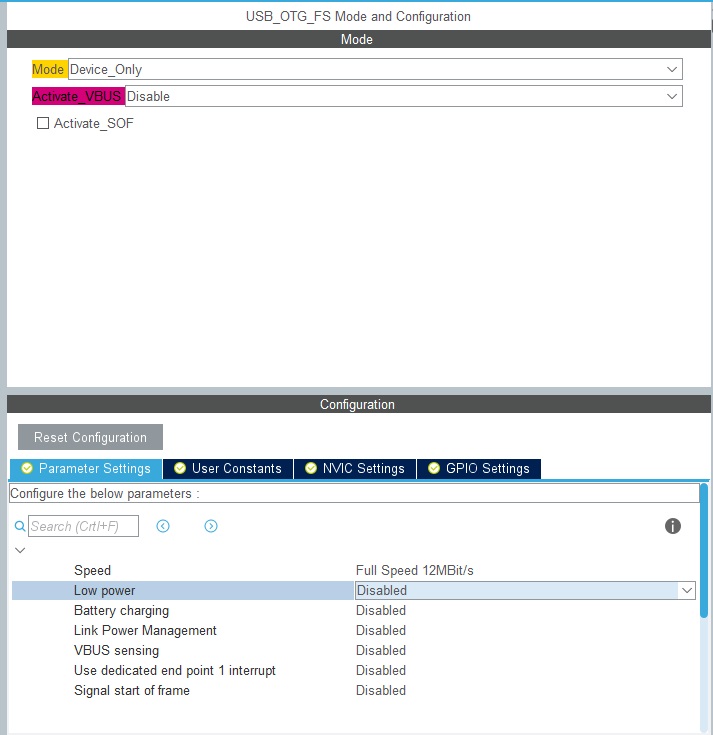 USB_OTG_FS Mode and Configuration
Mode
Mode Device_Only
Activate_VBUS Disable
Activate_SOF
Configuration
Reset Configuration
Parameter Settings User Constants NVIC Settings GPIO Settings
Configure the below parameters :
Search (Crtl+F)
Speed Full Speed 12MBit/s
Low power Disabled
Battery charging Disabled
Link Power Management Disabled
VBUS sensing Disabled
Use dedicated end point 1 interrupt Disabled
Signal start of frame Disabled